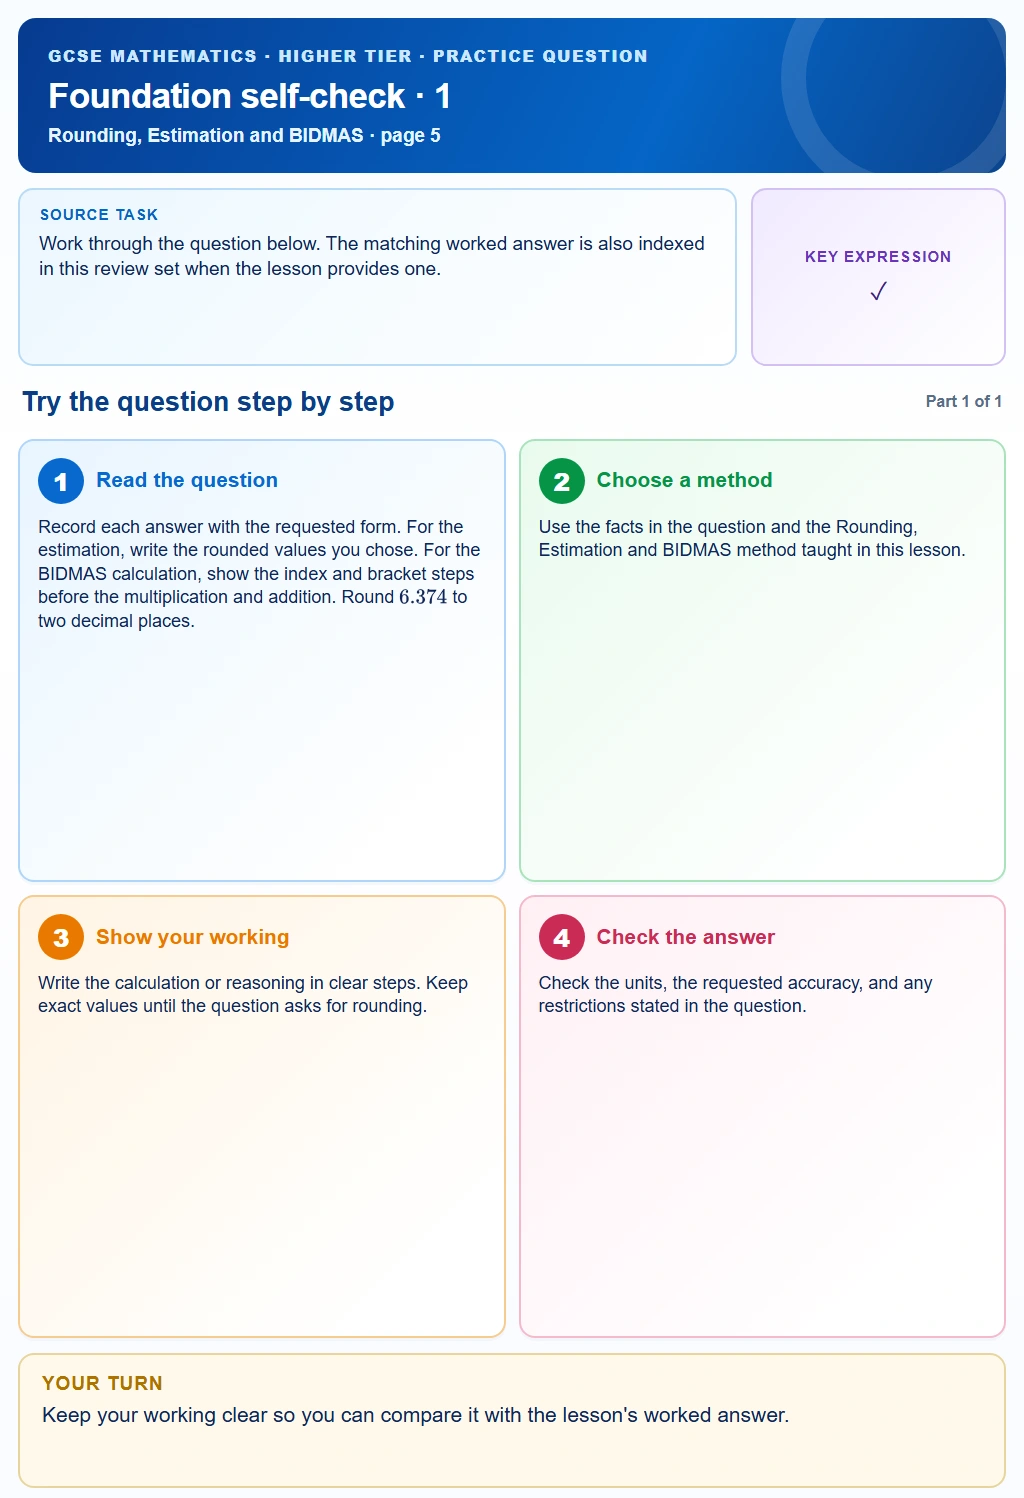 GCSE MATHEMATICS · HIGHER TIER · PRACTICE QUESTION
Foundation self-check · 1
Rounding, Estimation and BIDMAS · page 5
SOURCE TASK
Work through the question below. The matching worked answer is also indexed
in this review set when the lesson provides one.
KEY EXPRESSION
✓
Try the question step by step
Part 1 of 1
1 Read the question
Record each answer with the requested form. For the
estimation, write the rounded values you chose. For the
BIDMAS calculation, show the index and bracket steps
before the multiplication and addition. Round 6.374 to
two decimal places.
2 Choose a method
Use the facts in the question and the Rounding,
Estimation and BIDMAS method taught in this lesson.
3 Show your working
Write the calculation or reasoning in clear steps. Keep
exact values until the question asks for rounding.
4 Check the answer
Check the units, the requested accuracy, and any
restrictions stated in the question.
YOUR TURN
Keep your working clear so you can compare it with the lesson's worked answer.